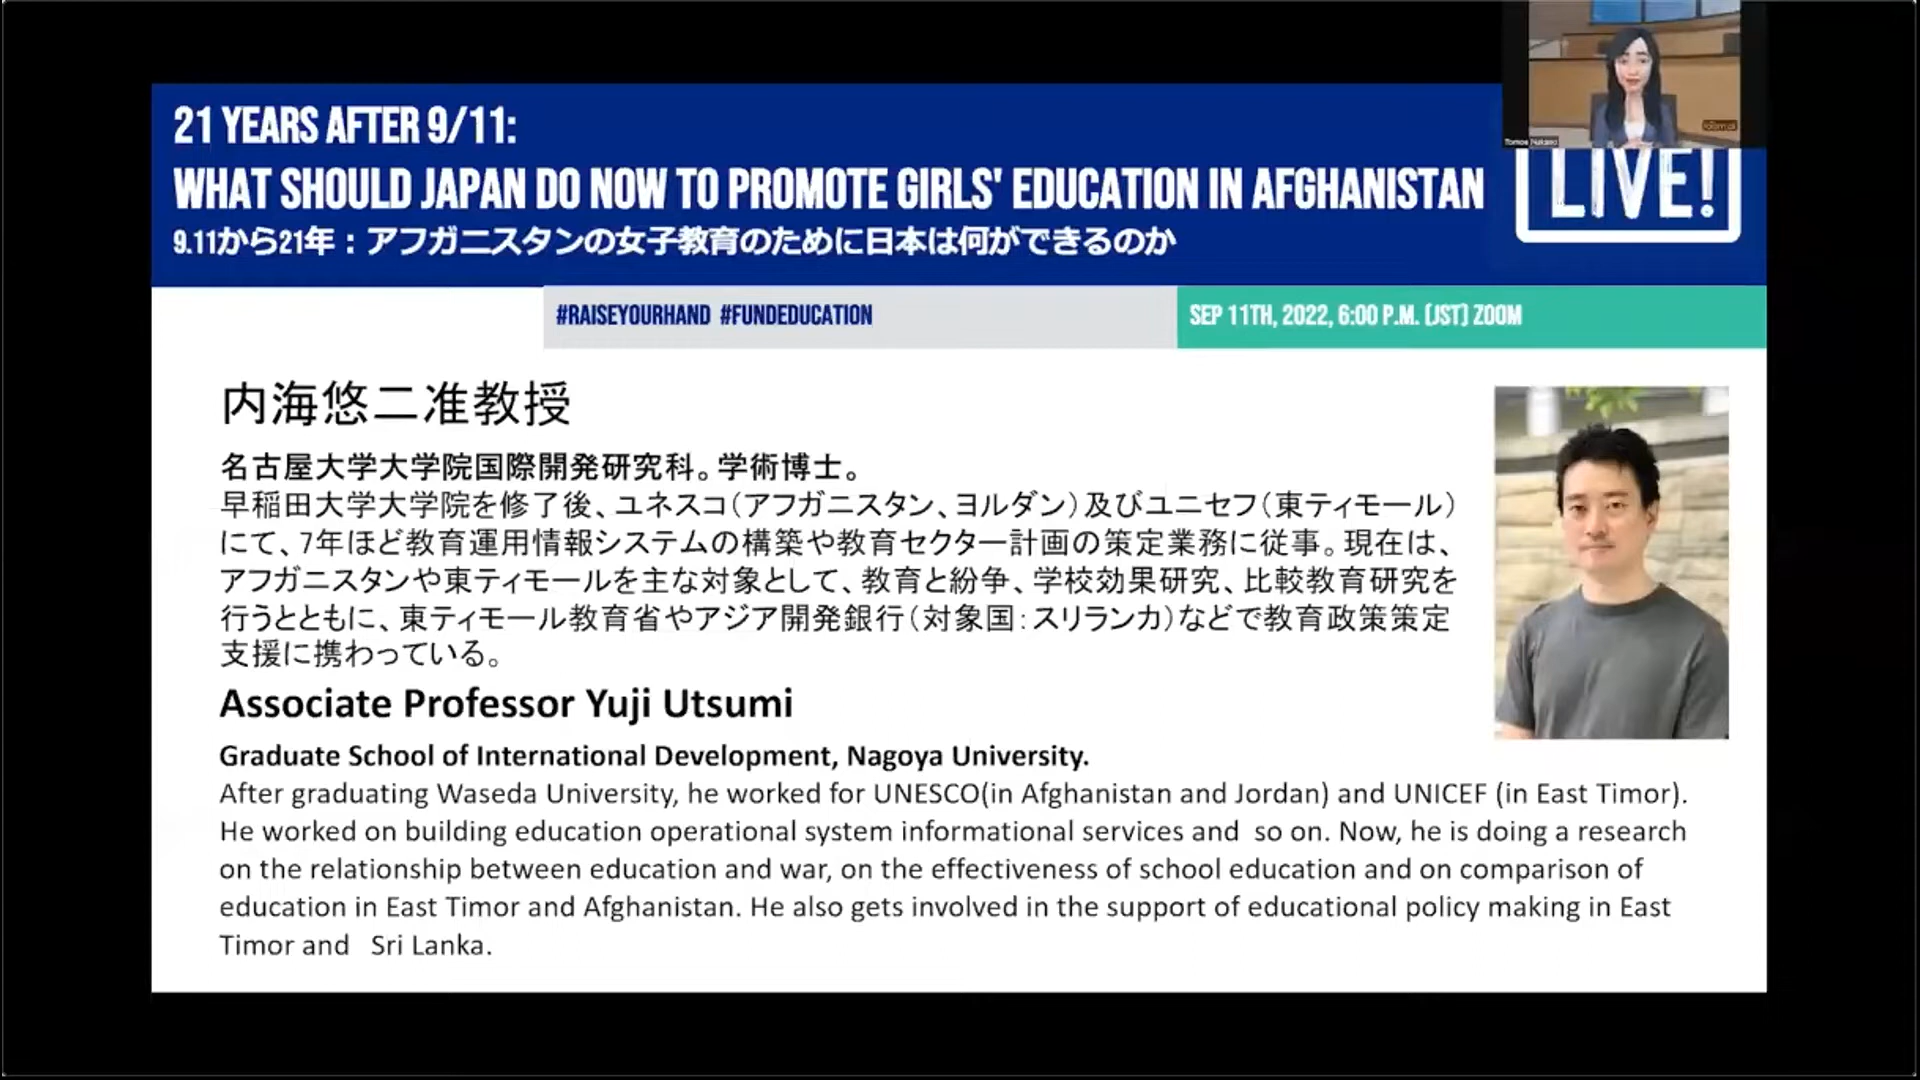 21 YEARS AFTER 9/11:
WHAT SHOULD JAPAN DO NOW TO PROMOTE GIRLS' EDUCATION IN AFGHANISTAN
9.11から21年：アフガニスタンの女子教育のために日本は何ができるのか
LIVE!
#RAISEYOURHAND #FUNDEDUCATION
SEP 11TH, 2022, 6:00 P.M. (JST) ZOOM
内海悠二准教授
名古屋大学大学院国際開発研究科。学術博士。
早稲田大学大学院を修了後、ユネスコ（アフガニスタン、ヨルダン）及びユニセフ（東ティモール）
にて、7年ほど教育運用情報システムの構築や教育セクター計画の策定業務に従事。現在は、
アフガニスタンや東ティモールを主な対象として、教育と紛争、学校効果研究、比較教育研究を
行うとともに、東ティモール教育省やアジア開発銀行（対象国：スリランカ）などで教育政策策定
支援に携わっている。
Associate Professor Yuji Utsumi
Graduate School of International Development, Nagoya University.
After graduating Waseda University, he worked for UNESCO(in Afghanistan and Jordan) and UNICEF (in East Timor).
He worked on building education operational system informational services and so on. Now, he is doing a research
on the relationship between education and war, on the effectiveness of school education and on comparison of
education in East Timor and Afghanistan. He also gets involved in the support of educational policy making in East
Timor and Sri Lanka.